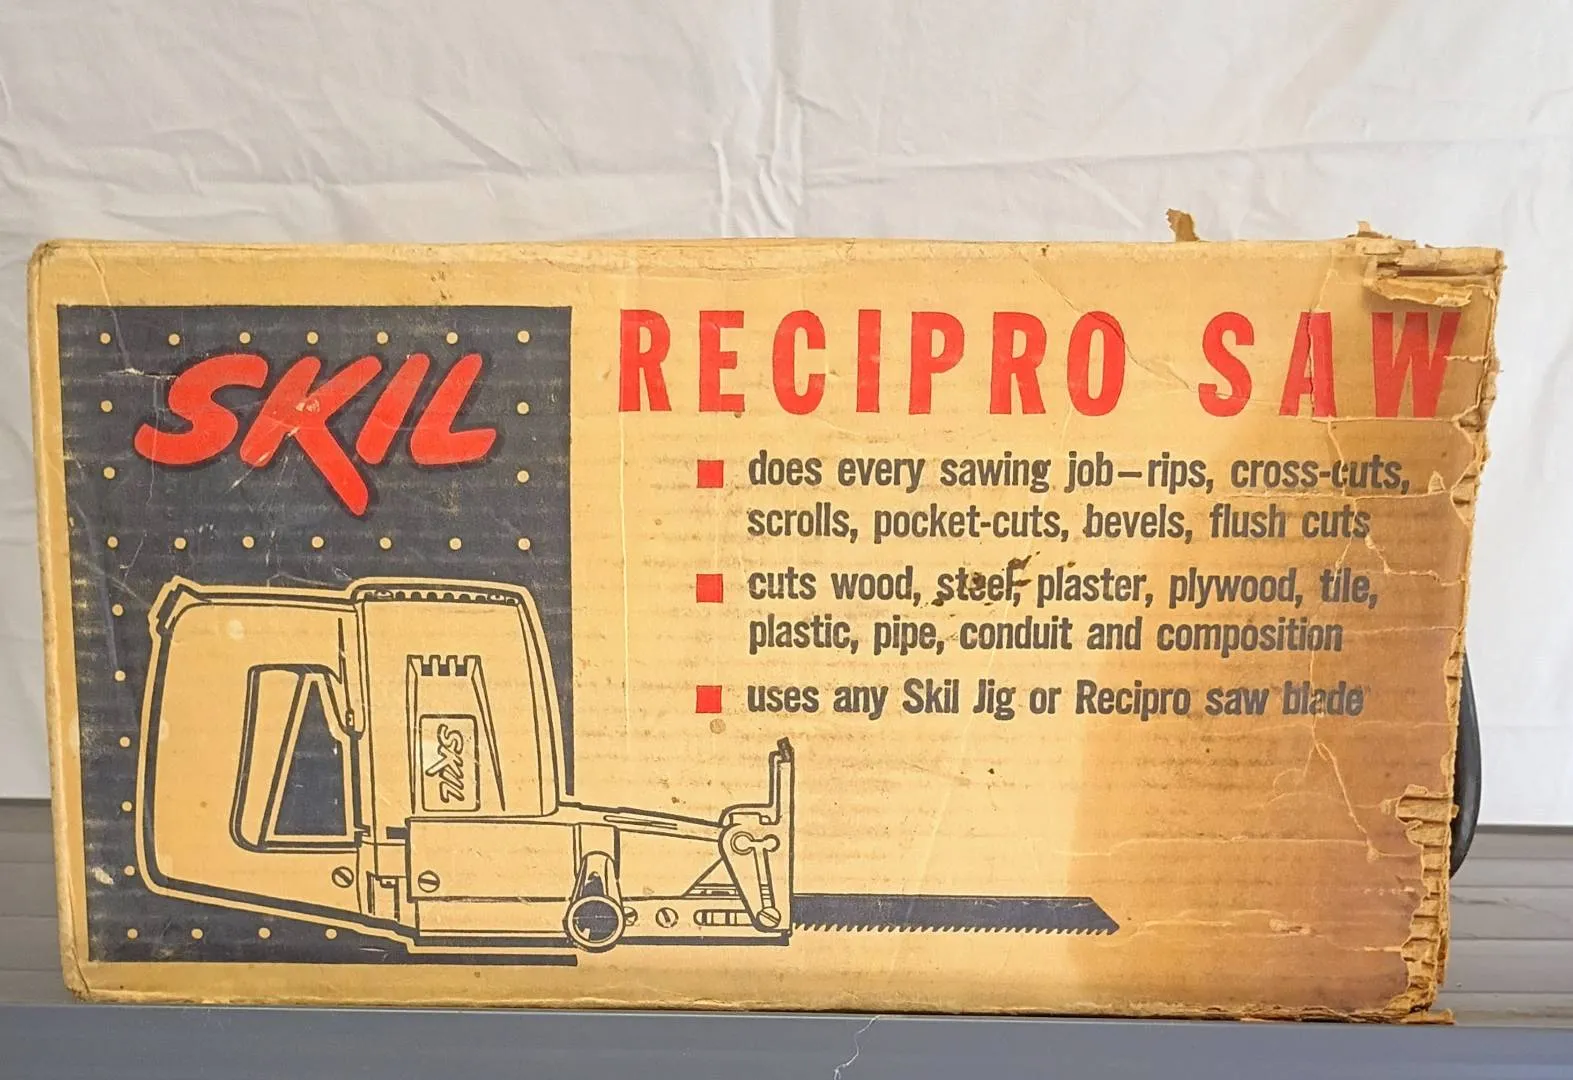 SKIL
RECIPRO SAW
does every sawing job–rips, cross-cuts,
scrolls, pocket-cuts, bevels, flush cuts
cuts wood, steel, plaster, plywood, tile,
plastic, pipe, conduit and composition
uses any Skil Jig or Recipro saw blade
SKIL